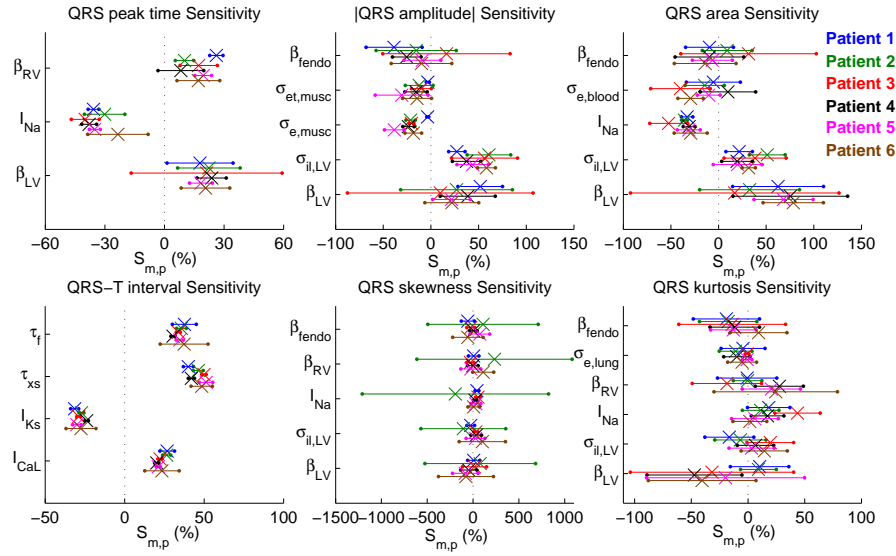 QRS peak time Sensitivity
β_RV
I_Na
β_LV
−60 −30 0 30 60
S_m,p (%)
|QRS amplitude| Sensitivity
β_fendo
σ_et,musc
σ_e,musc
σ_il,LV
β_LV
−100 −50 0 50 100 150
S_m,p (%)
QRS area Sensitivity
β_fendo
σ_e,blood
I_Na
σ_il,LV
β_LV
−100 −50 0 50 100 150
S_m,p (%)
Patient 1
Patient 2
Patient 3
Patient 4
Patient 5
Patient 6
QRS−T interval Sensitivity
τ_f
τ_xs
I_Ks
I_CaL
−50 0 50 100
S_m,p (%)
QRS skewness Sensitivity
β_fendo
β_RV
I_Na
σ_il,LV
β_LV
−1500 −1000 −500 0 500 1000
S_m,p (%)
QRS kurtosis Sensitivity
β_fendo
σ_e,lung
β_RV
I_Na
σ_il,LV
β_LV
−100 −50 0 50 100
S_m,p (%)